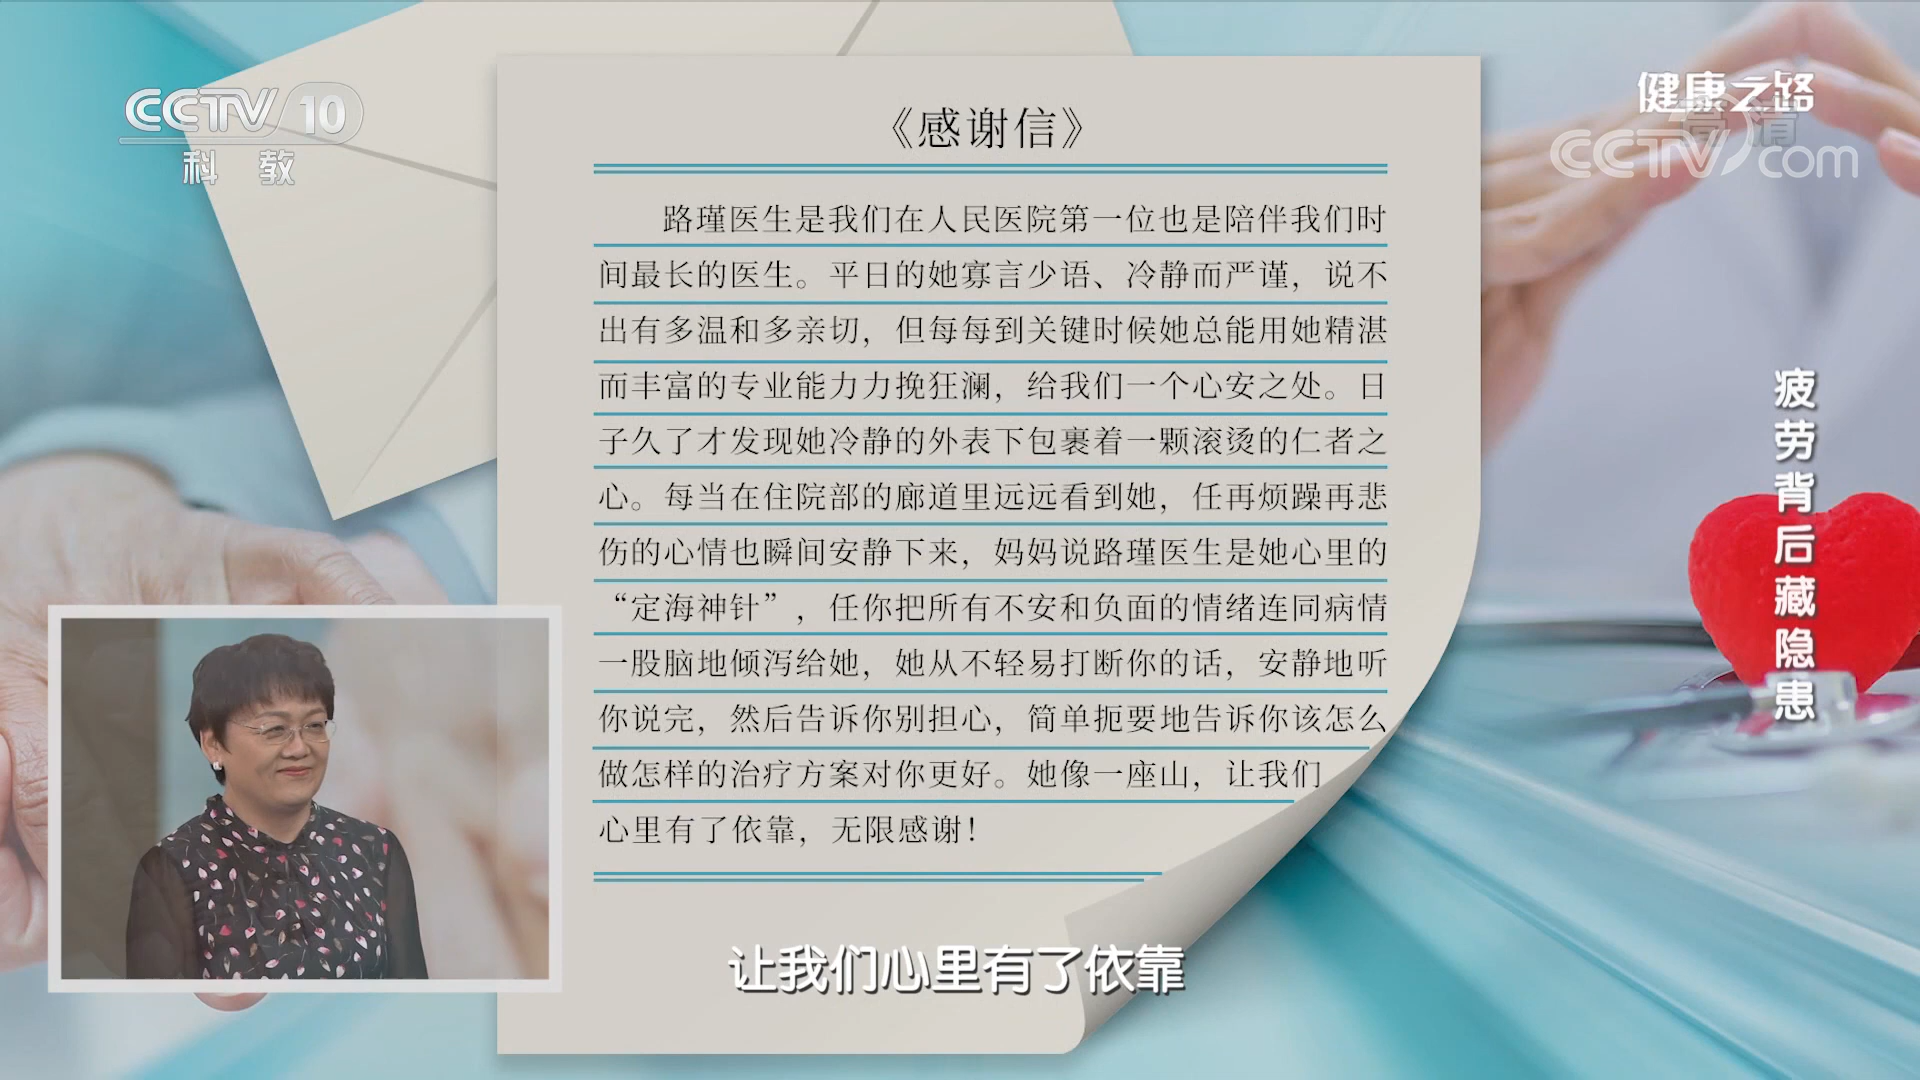 CCTV 10
科 教
健康之路
高清
CCTV com
《感谢信》
路瑾医生是我们在人民医院第一位也是陪伴我们时
间最长的医生。平日的她寡言少语、冷静而严谨，说不
出有多温和多亲切，但每每到关键时候她总能用她精湛
而丰富的专业能力力挽狂澜，给我们一个心安之处。日
子久了才发现她冷静的外表下包裹着一颗滚烫的仁者之
心。每当在住院部的廊道里远远看到她，任再烦躁再悲
伤的心情也瞬间安静下来，妈妈说路瑾医生是她心里的
“定海神针”，任你把所有不安和负面的情绪连同病情
一股脑地倾泻给她，她从不轻易打断你的话，安静地听
你说完，然后告诉你别担心，简单扼要地告诉你该怎么
做怎样的治疗方案对你更好。她像一座山，让我们
心里有了依靠，无限感谢！
疲劳背后藏隐患
让我们心里有了依靠